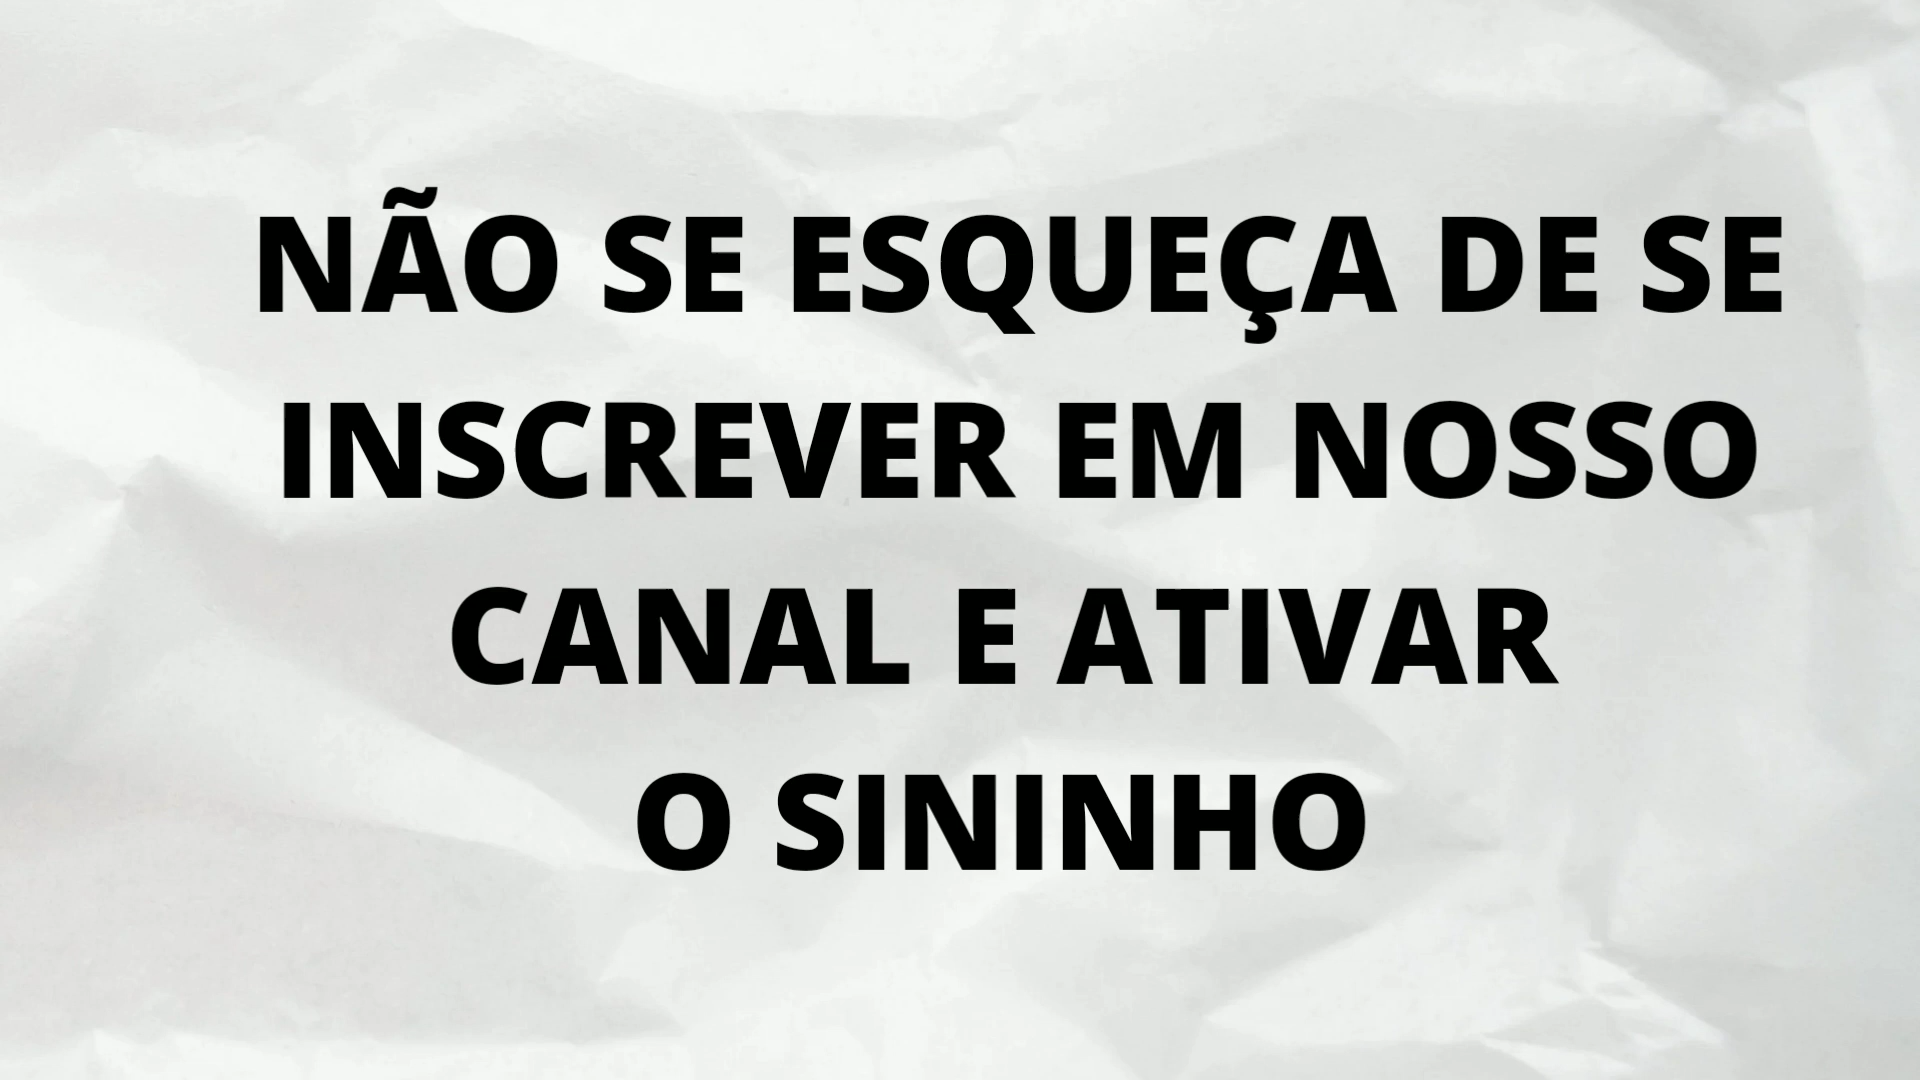 NÃO SE ESQUEÇA DE SE
INSCREVER EM NOSSO
CANAL E ATIVAR
O SININHO